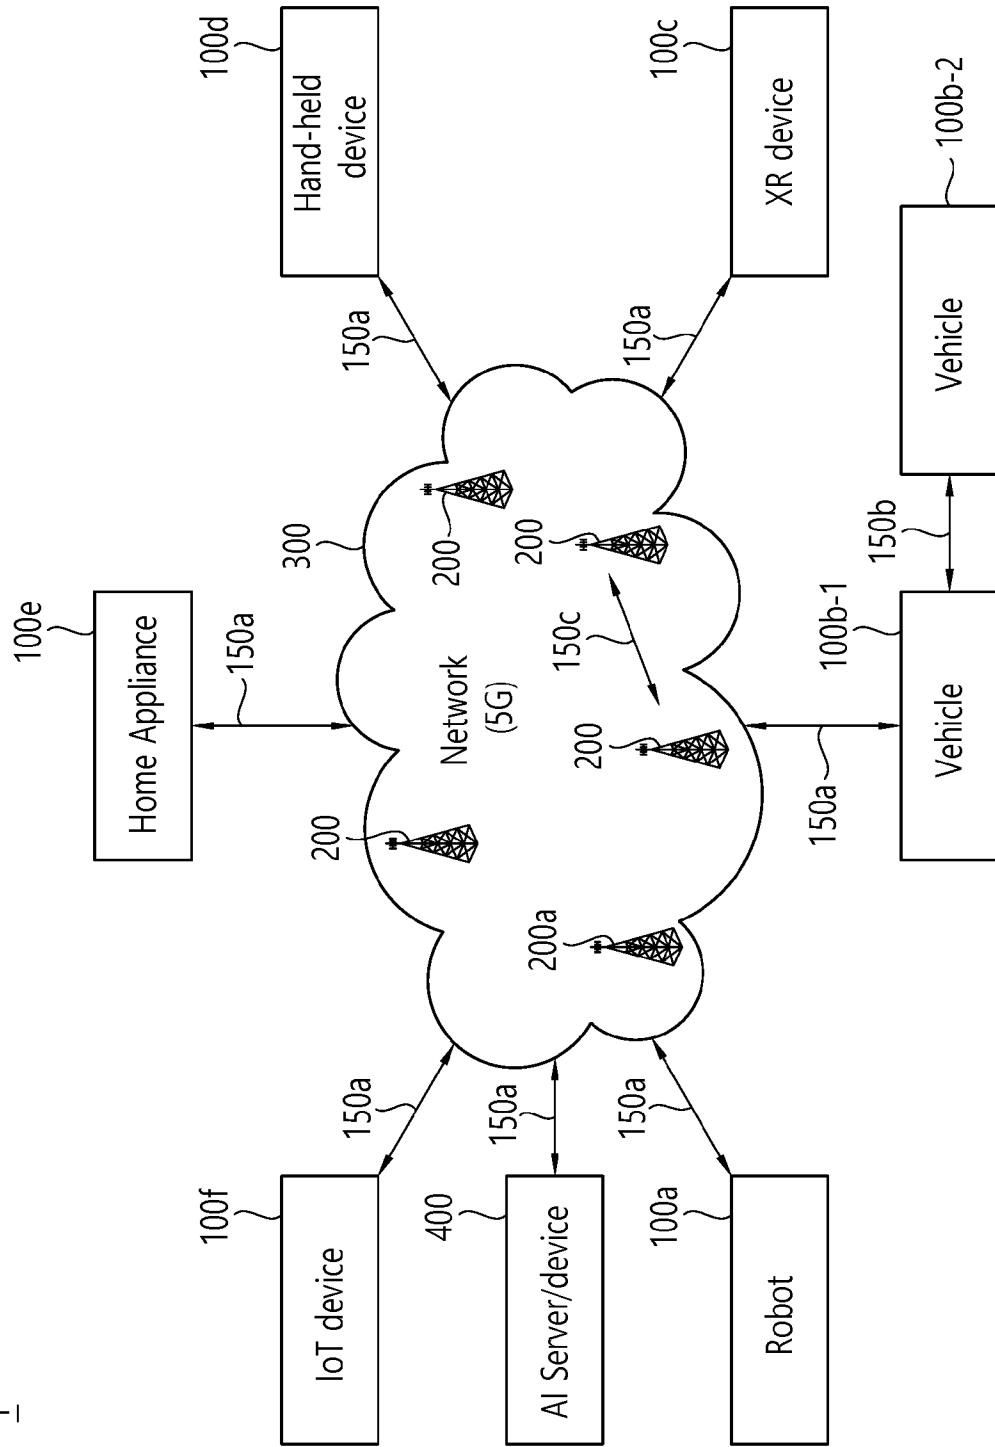 1
100e
Home Appliance
100f
150a
100d
300
IoT device
150a
200
150a
Hand-held
device
400
Network
(5G)
200
AI Server/device
150a
200a
200
150c
200
100a
150a
150a
100c
Robot
XR device
150a
100b-1
150b
100b-2
Vehicle
Vehicle